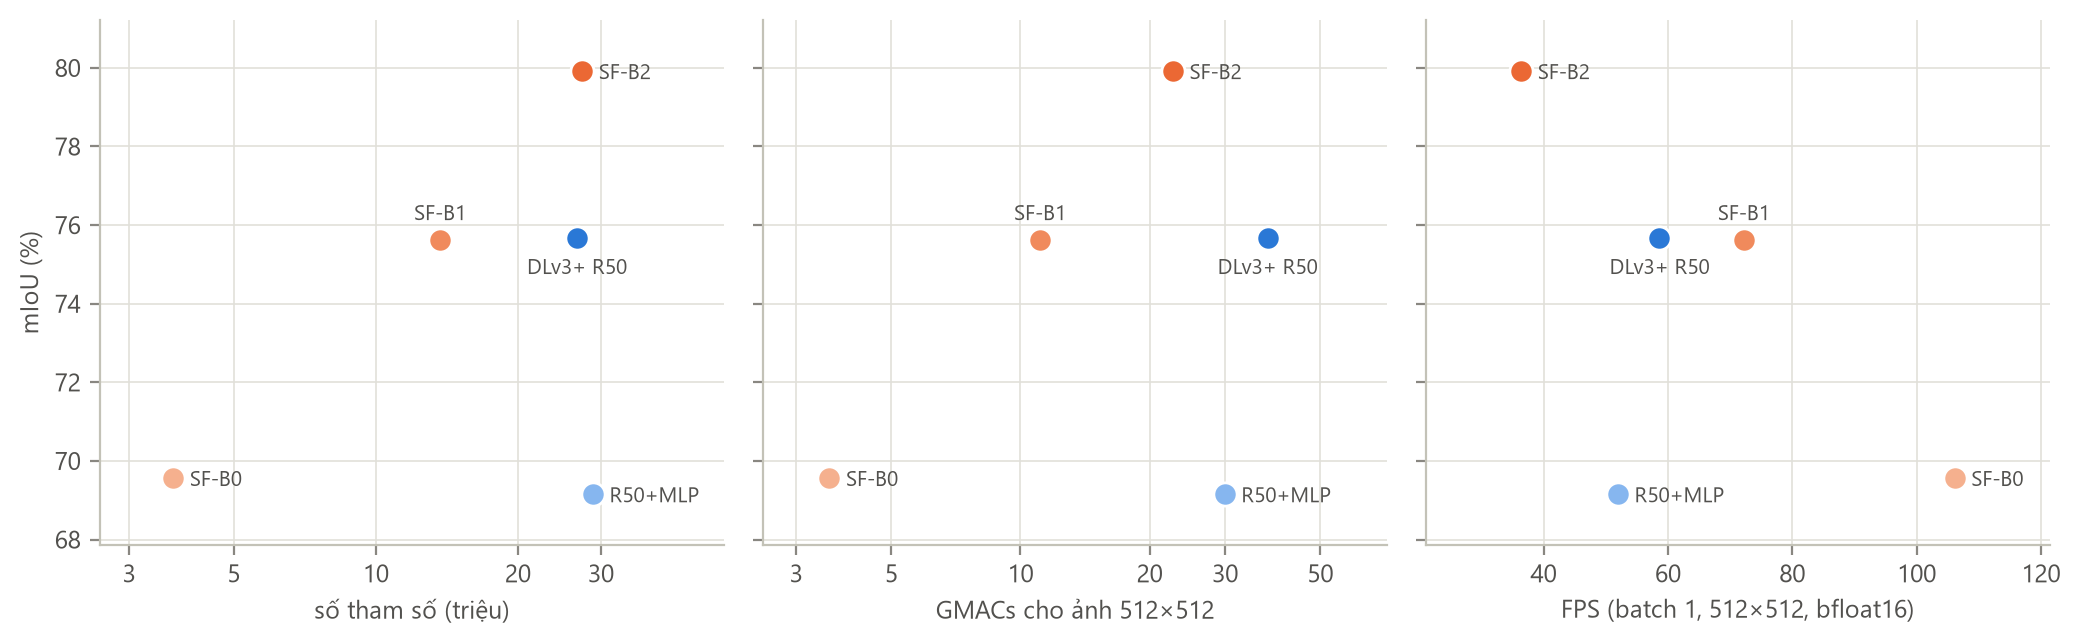 mIoU (%)
80
78
76
74
72
70
68
SF-B2
SF-B1
DLv3+ R50
SF-B0
R50+MLP
3 5 10 20 30
số tham số (triệu)
SF-B2
SF-B1
DLv3+ R50
SF-B0
R50+MLP
3 5 10 20 30 50
GMACs cho ảnh 512×512
SF-B2
SF-B1
DLv3+ R50
SF-B0
R50+MLP
40 60 80 100 120
FPS (batch 1, 512×512, bfloat16)